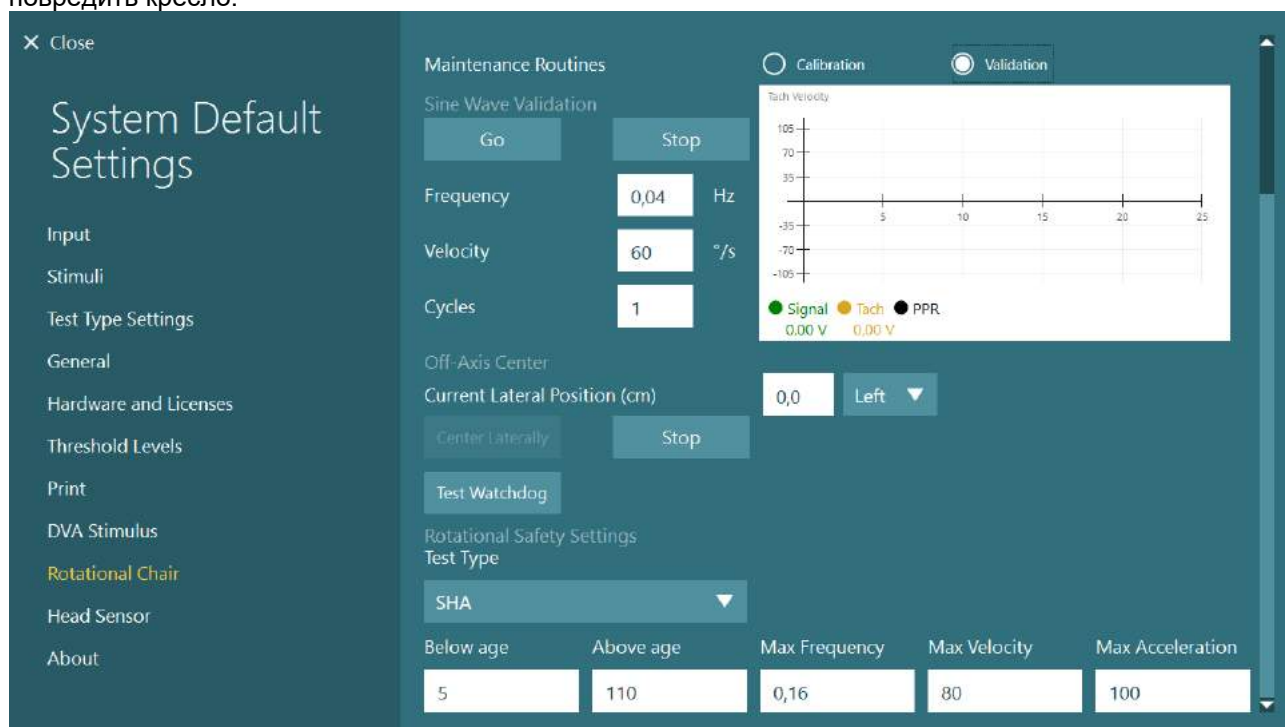 повредить кресло.
Close
System Default
Settings
Input
Stimuli
Test Type Settings
General
Hardware and Licenses
Threshold Levels
Print
DVA Stimulus
Rotational Chair
Head Sensor
About
Maintenance Routines
Calibration
Validation
Sine Wave Validation
Go
Stop
Frequency
0,04
Hz
Velocity
60
°/s
Cycles
1
Tach Velocity
105
70
35
-35
-70
-105
5
10
15
20
25
Signal
Tach
PPR
0.00 V
0.00 V
Off-Axis Center
Current Lateral Position (cm)
0,0
Left
Center Laterally
Stop
Test Watchdog
Rotational Safety Settings
Test Type
SHA
Below age
Above age
Max Frequency
Max Velocity
Max Acceleration
5
110
0,16
80
100